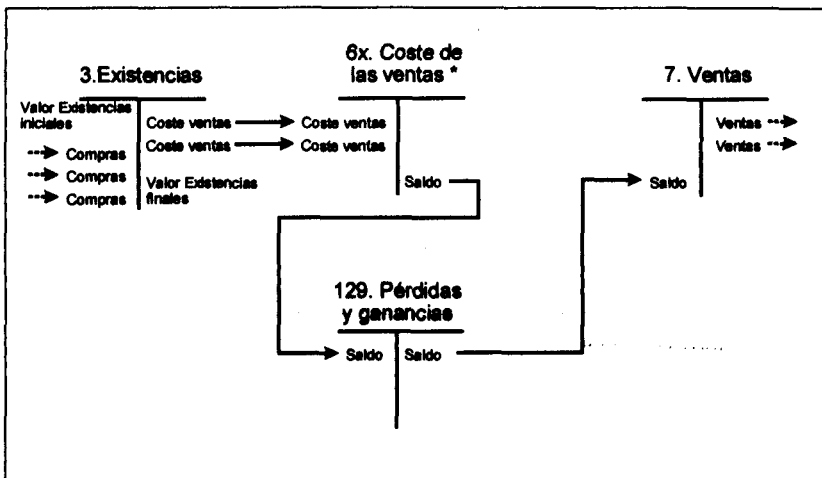 3.Existencias
6x. Coste de
las ventas *
7. Ventas
Valor Existencias
iniciales
Compras
Compras
Compras
Coste ventas
Coste ventas
Valor Existencias
finales
Coste ventas
Coste ventas
Saldo
Ventas
Ventas
Saldo
129. Pérdidas
y ganancias
Saldo
Saldo